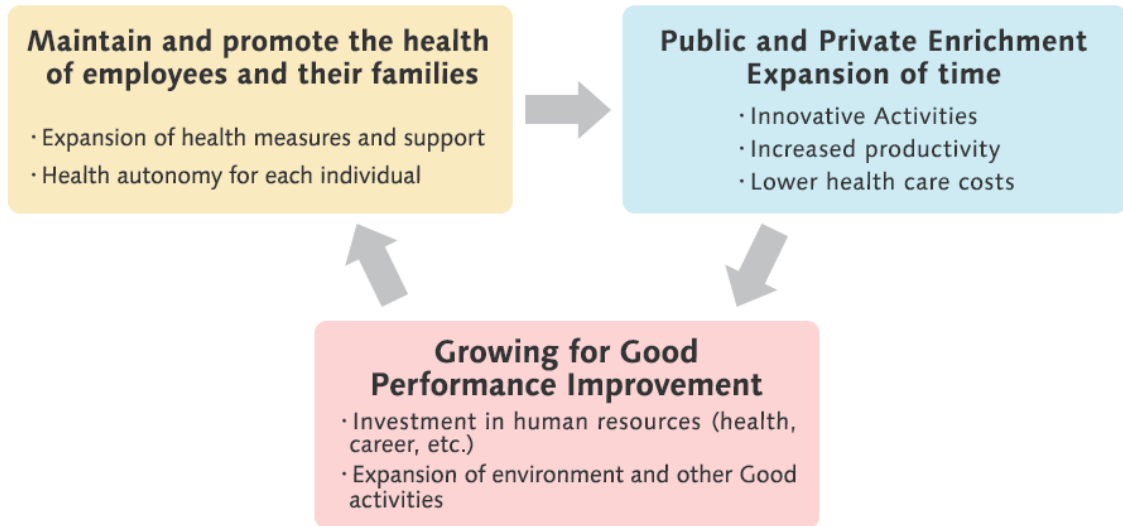 Maintain and promote the health
of employees and their families
· Expansion of health measures and support
· Health autonomy for each individual
Public and Private Enrichment
Expansion of time
· Innovative Activities
· Increased productivity
· Lower health care costs
Growing for Good
Performance Improvement
· Investment in human resources (health,
career, etc.)
· Expansion of environment and other Good
activities